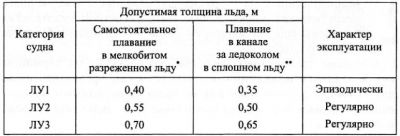 Категория судна
Допустимая толщина льда, м
Самостоятельное плавание в мелкобитом разреженном льду*
Плавание в канале за ледоколом в сплошном льду**
Характер эксплуатации
ЛУ1 0,40 0,35 Эпизодически
ЛУ2 0,55 0,50 Регулярно
ЛУ3 0,70 0,65 Регулярно